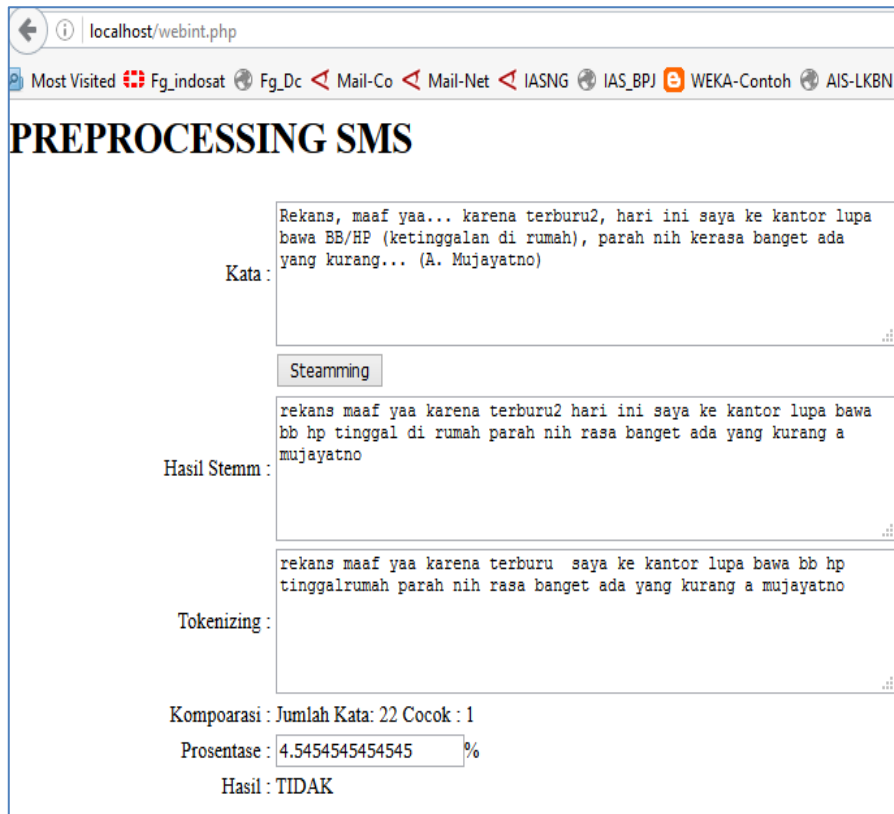 localhost/webint.php
Most Visited Fg_indosat Fg_Dc Mail-Co Mail-Net IASNG IAS_BPJ WEKA-Contoh AIS-LKBN
PREPROCESSING SMS
Kata :
Rekans, maaf yaa... karena terburu2, hari ini saya ke kantor lupa
bawa BB/HP (ketinggalan di rumah), parah nih kerasa banget ada
yang kurang... (A. Mujayatno)
Steamming
Hasil Stemm :
rekans maaf yaa karena terburu2 hari ini saya ke kantor lupa bawa
bb hp tinggal di rumah parah nih rasa banget ada yang kurang a
mujayatno
Tokenizing :
rekans maaf yaa karena terburu  saya ke kantor lupa bawa bb hp
tinggalrumah parah nih rasa banget ada yang kurang a mujayatno
Kompoarasi : Jumlah Kata: 22 Cocok : 1
Prosentase : 4.5454545454545 %
Hasil : TIDAK